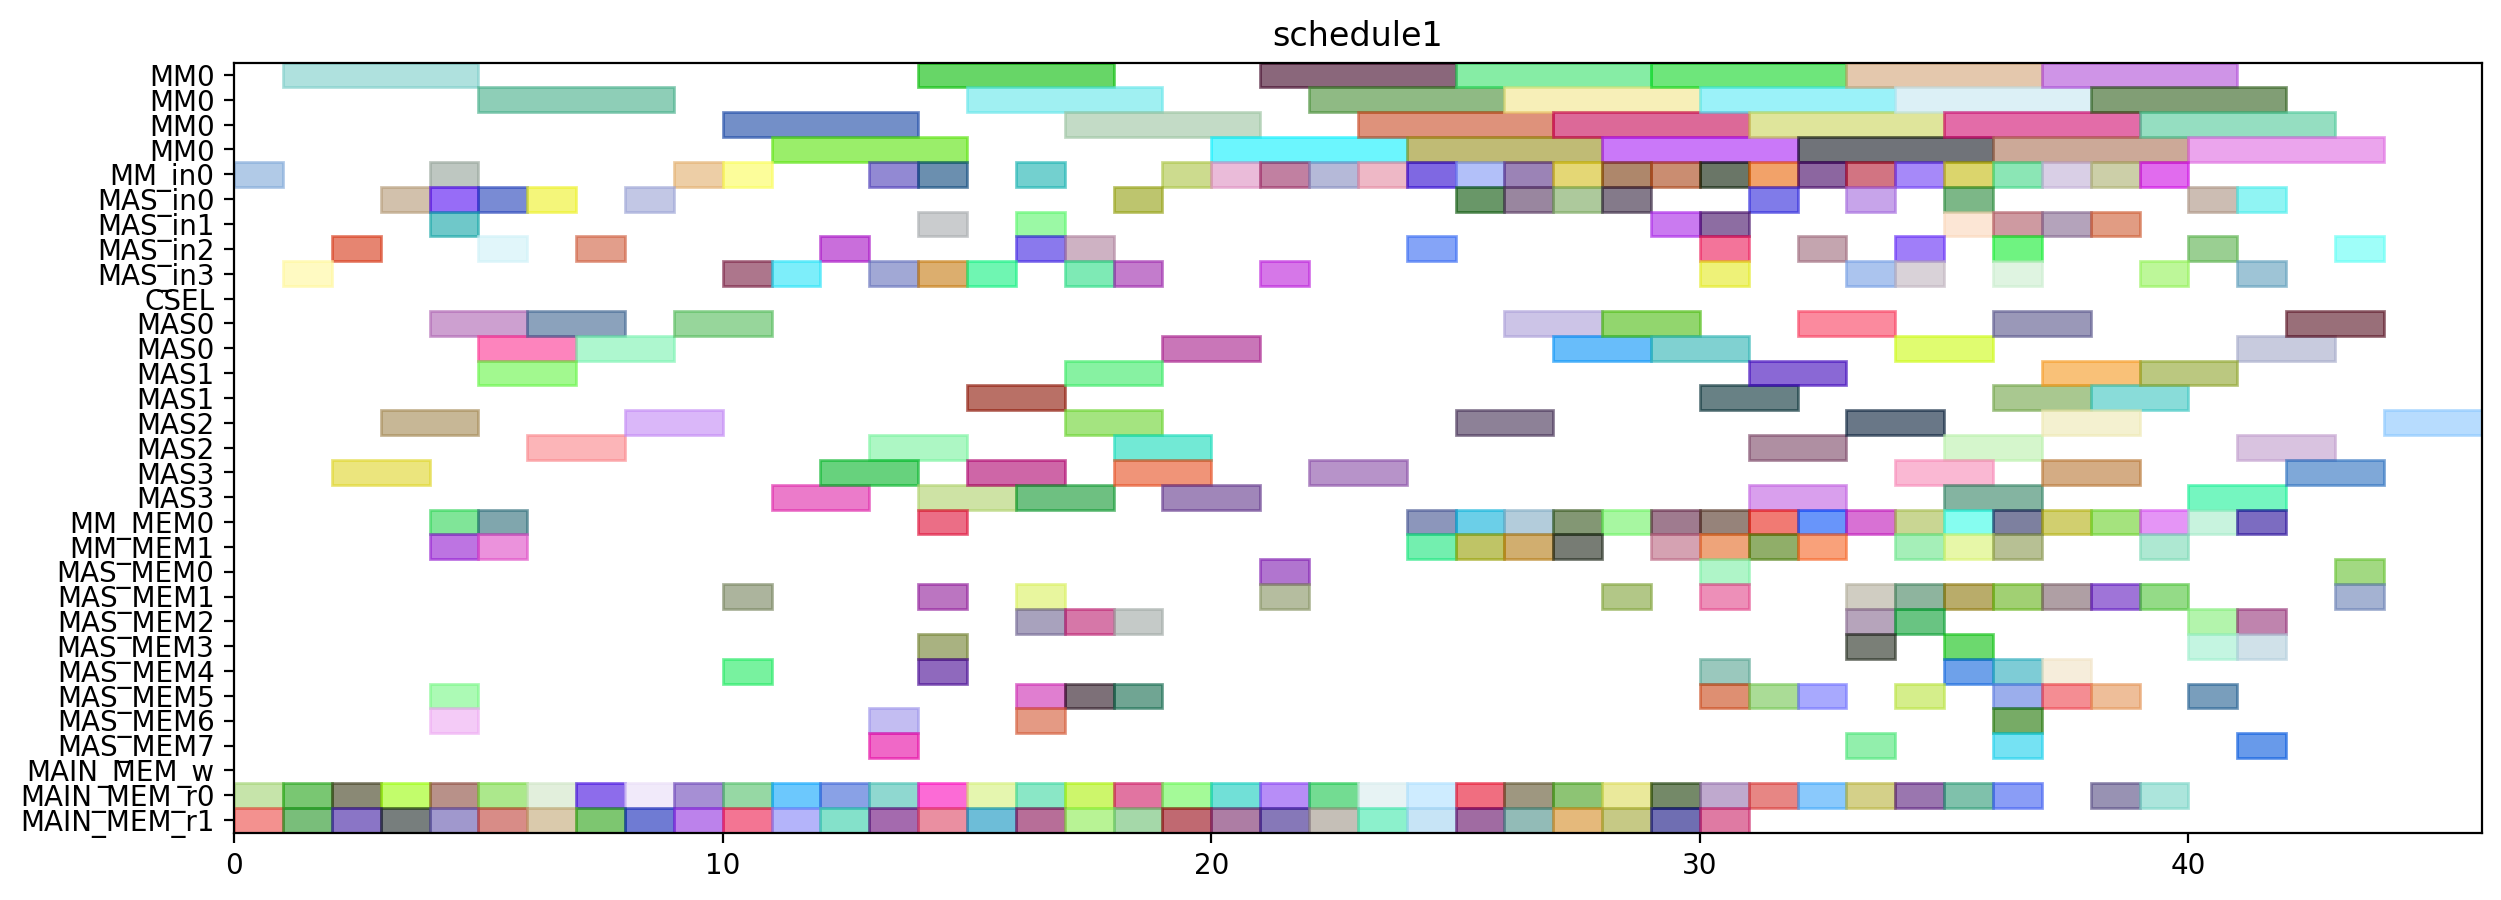 schedule1
MM0
MM0
MM0
MM0
MM_in0
MAS_in0
MAS_in1
MAS_in2
MAS_in3
CSEL
MAS0
MAS0
MAS1
MAS1
MAS2
MAS2
MAS3
MAS3
MM_MEM0
MM_MEM1
MAS_MEM0
MAS_MEM1
MAS_MEM2
MAS_MEM3
MAS_MEM4
MAS_MEM5
MAS_MEM6
MAS_MEM7
MAIN_MEM_w
MAIN_MEM_r0
MAIN_MEM_r1
0 10 20 30 40